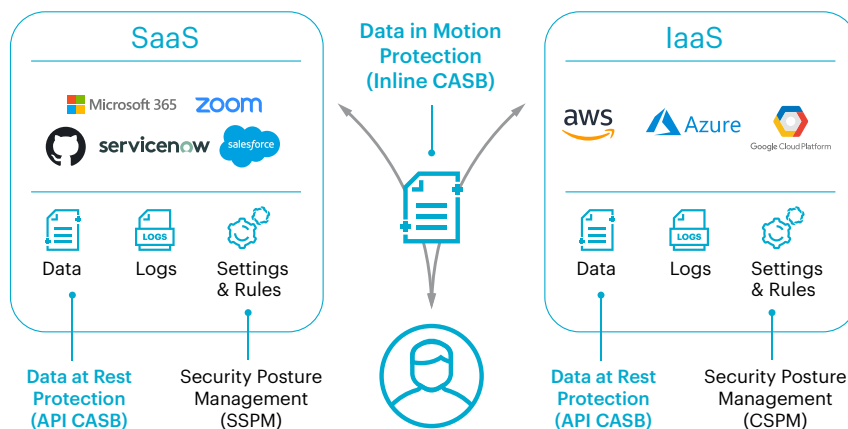 SaaS
Microsoft 365
zoom
servicenow
salesforce
Data
LOGS
Logs
Settings
& Rules
Data at Rest
Protection
(API CASB)
Security Posture
Management
(SSPM)
Data in Motion
Protection
(Inline CASB)
IaaS
aws
Azure
Google Cloud Platform
Data
LOGS
Logs
Settings
& Rules
Data at Rest
Protection
(API CASB)
Security Posture
Management
(CSPM)